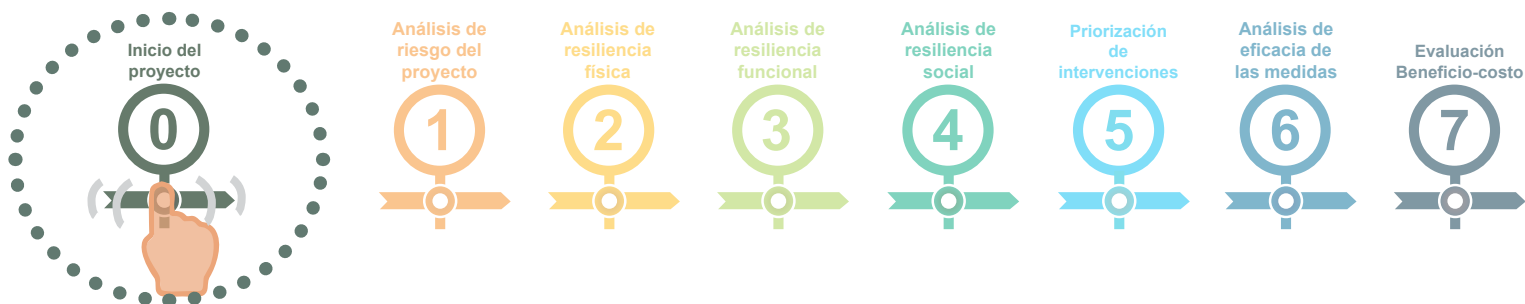 Inicio del
proyecto
0
Análisis de
riesgo del
proyecto
1
Análisis de
resiliencia
física
2
Análisis de
resiliencia
funcional
3
Análisis de
resiliencia
social
4
Priorización
de
intervenciones
5
Análisis de
eficacia de
las medidas
6
Evaluación
Beneficio-costo
7